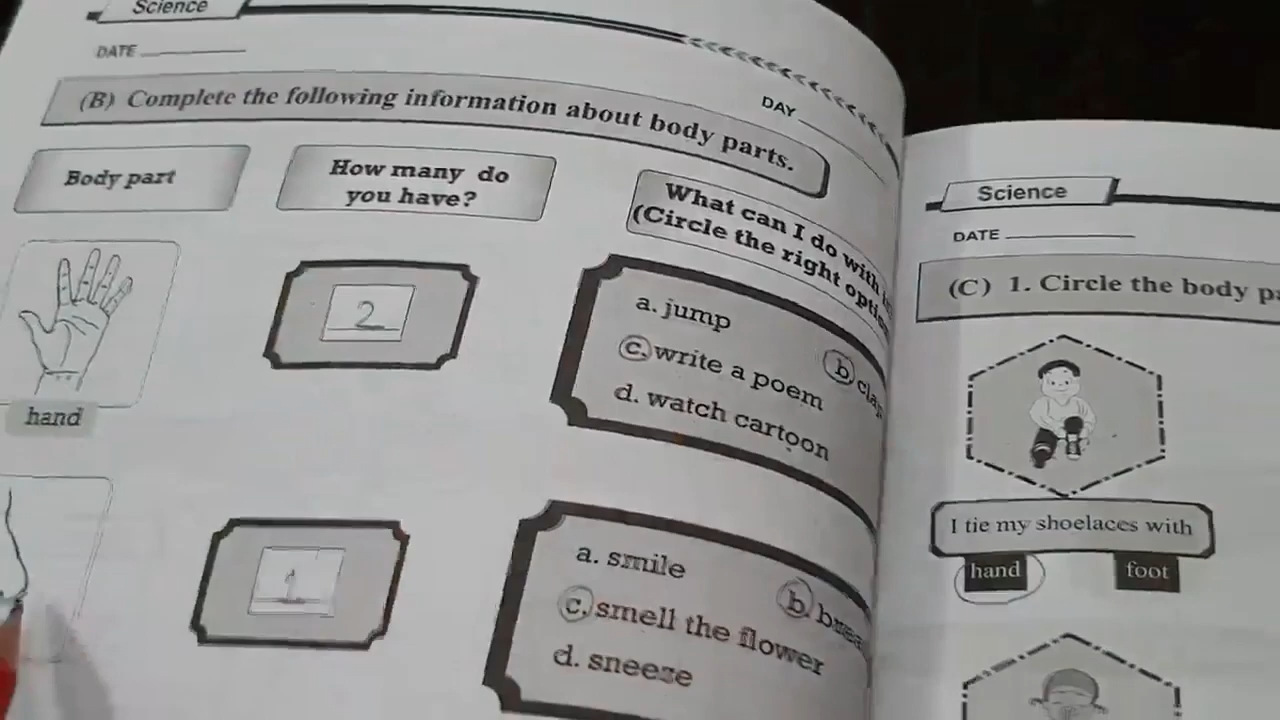 Science
DATE
DAY
(B) Complete the following information about body parts.
Body part
How many do
you have?
What can I do with
(Circle the right
hand
2
a. jump
b
c. write a poem
d. watch cartoon
1
a. smile
b.
c. smell the flower
d. sneeze
Science
DATE
(C) 1. Circle the body
I tie my shoelaces with
hand
foot